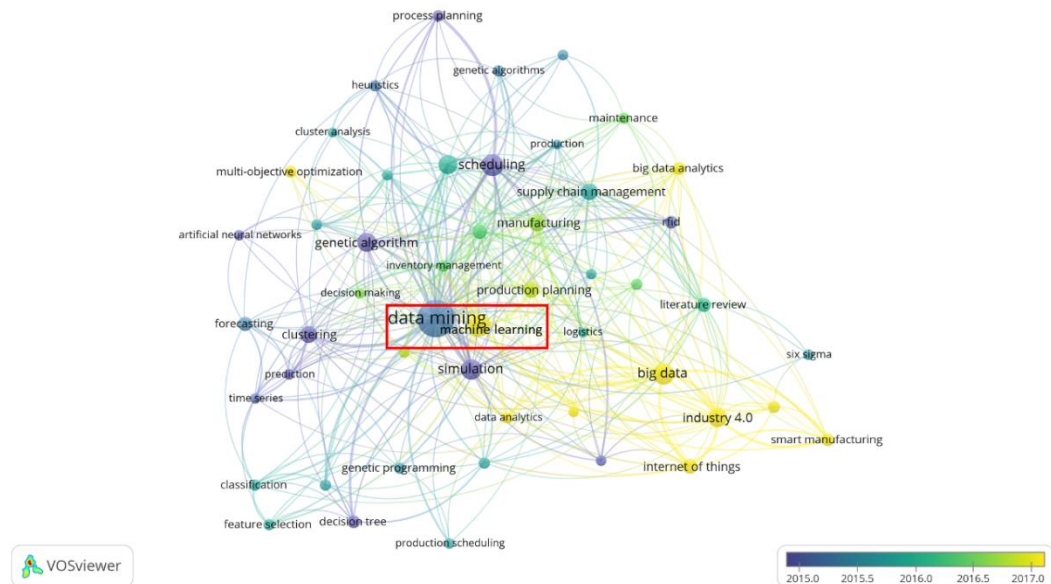 process planning
genetic algorithms
heuristics
maintenance
cluster analysis
production
scheduling
big data analytics
multi-objective optimization
supply chain management
manufacturing
rfid
artificial neural networks
genetic algorithm
inventory management
decision making
production planning
literature review
data mining
machine learning
forecasting
clustering
logistics
six sigma
simulation
prediction
big data
time series
data analytics
industry 4.0
smart manufacturing
genetic programming
internet of things
classification
feature selection
decision tree
production scheduling
VOSviewer
2015.0 2015.5 2016.0 2016.5 2017.0